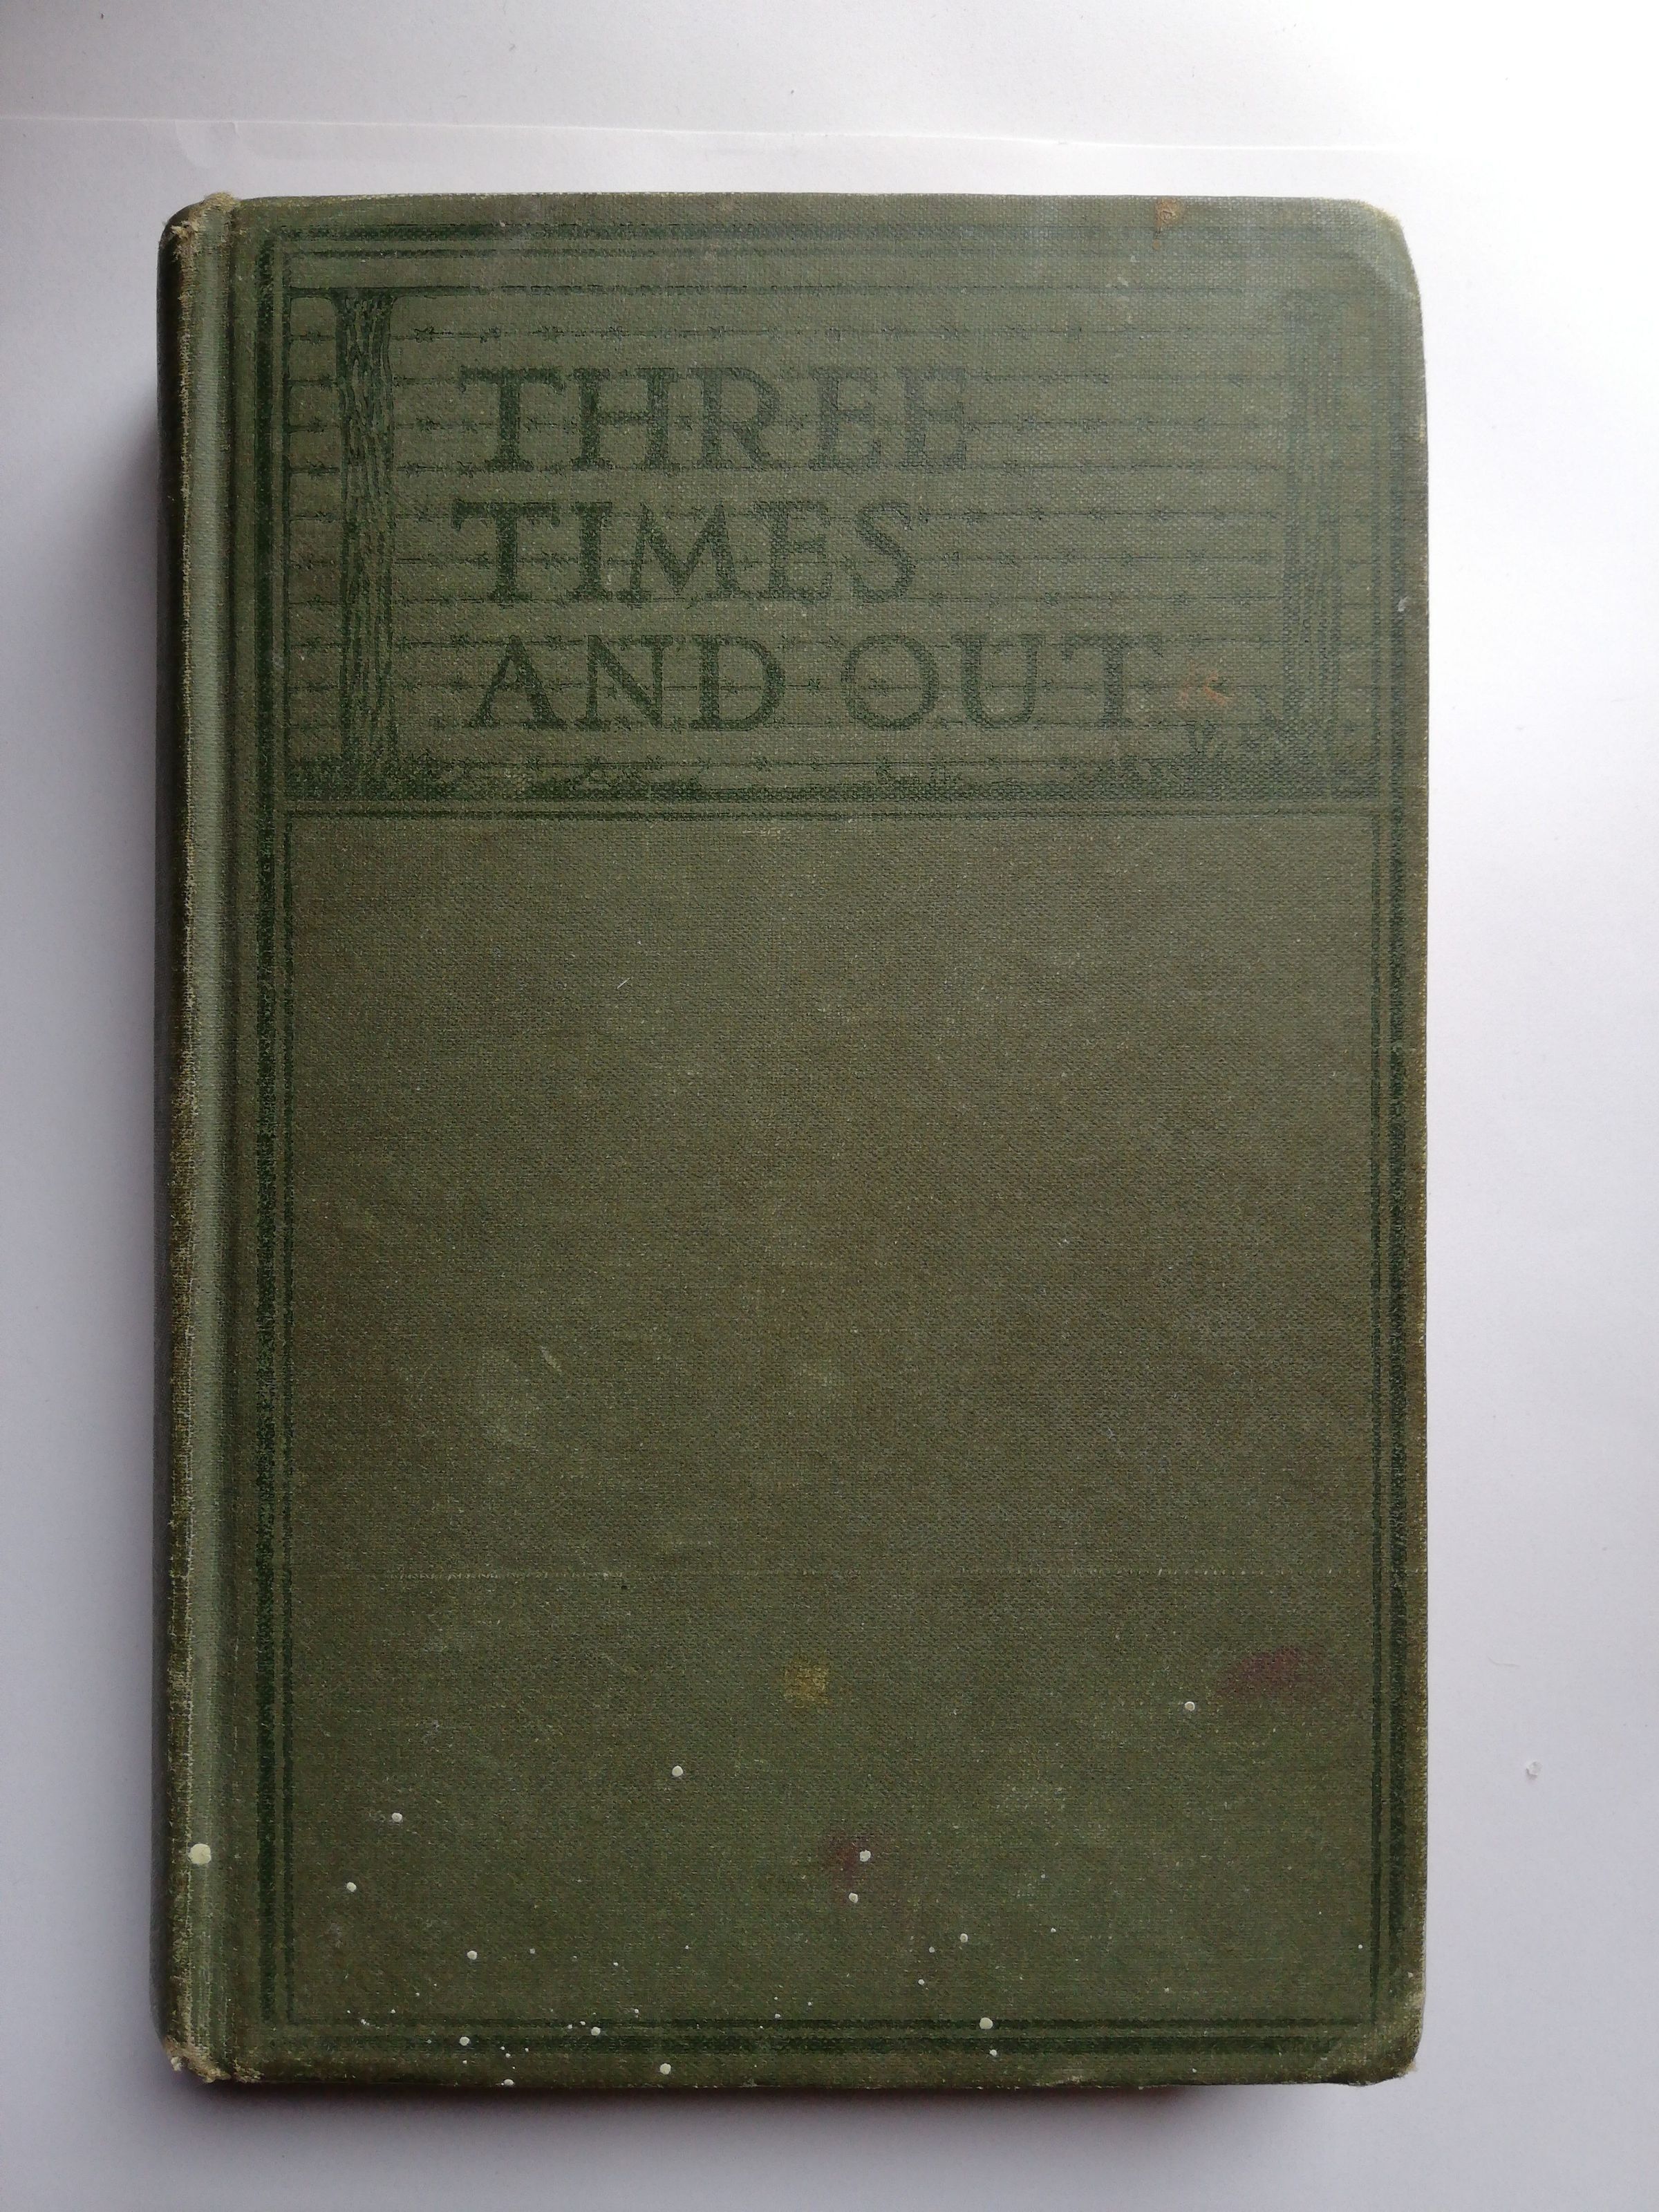 THREE
TIMES
AND OUT